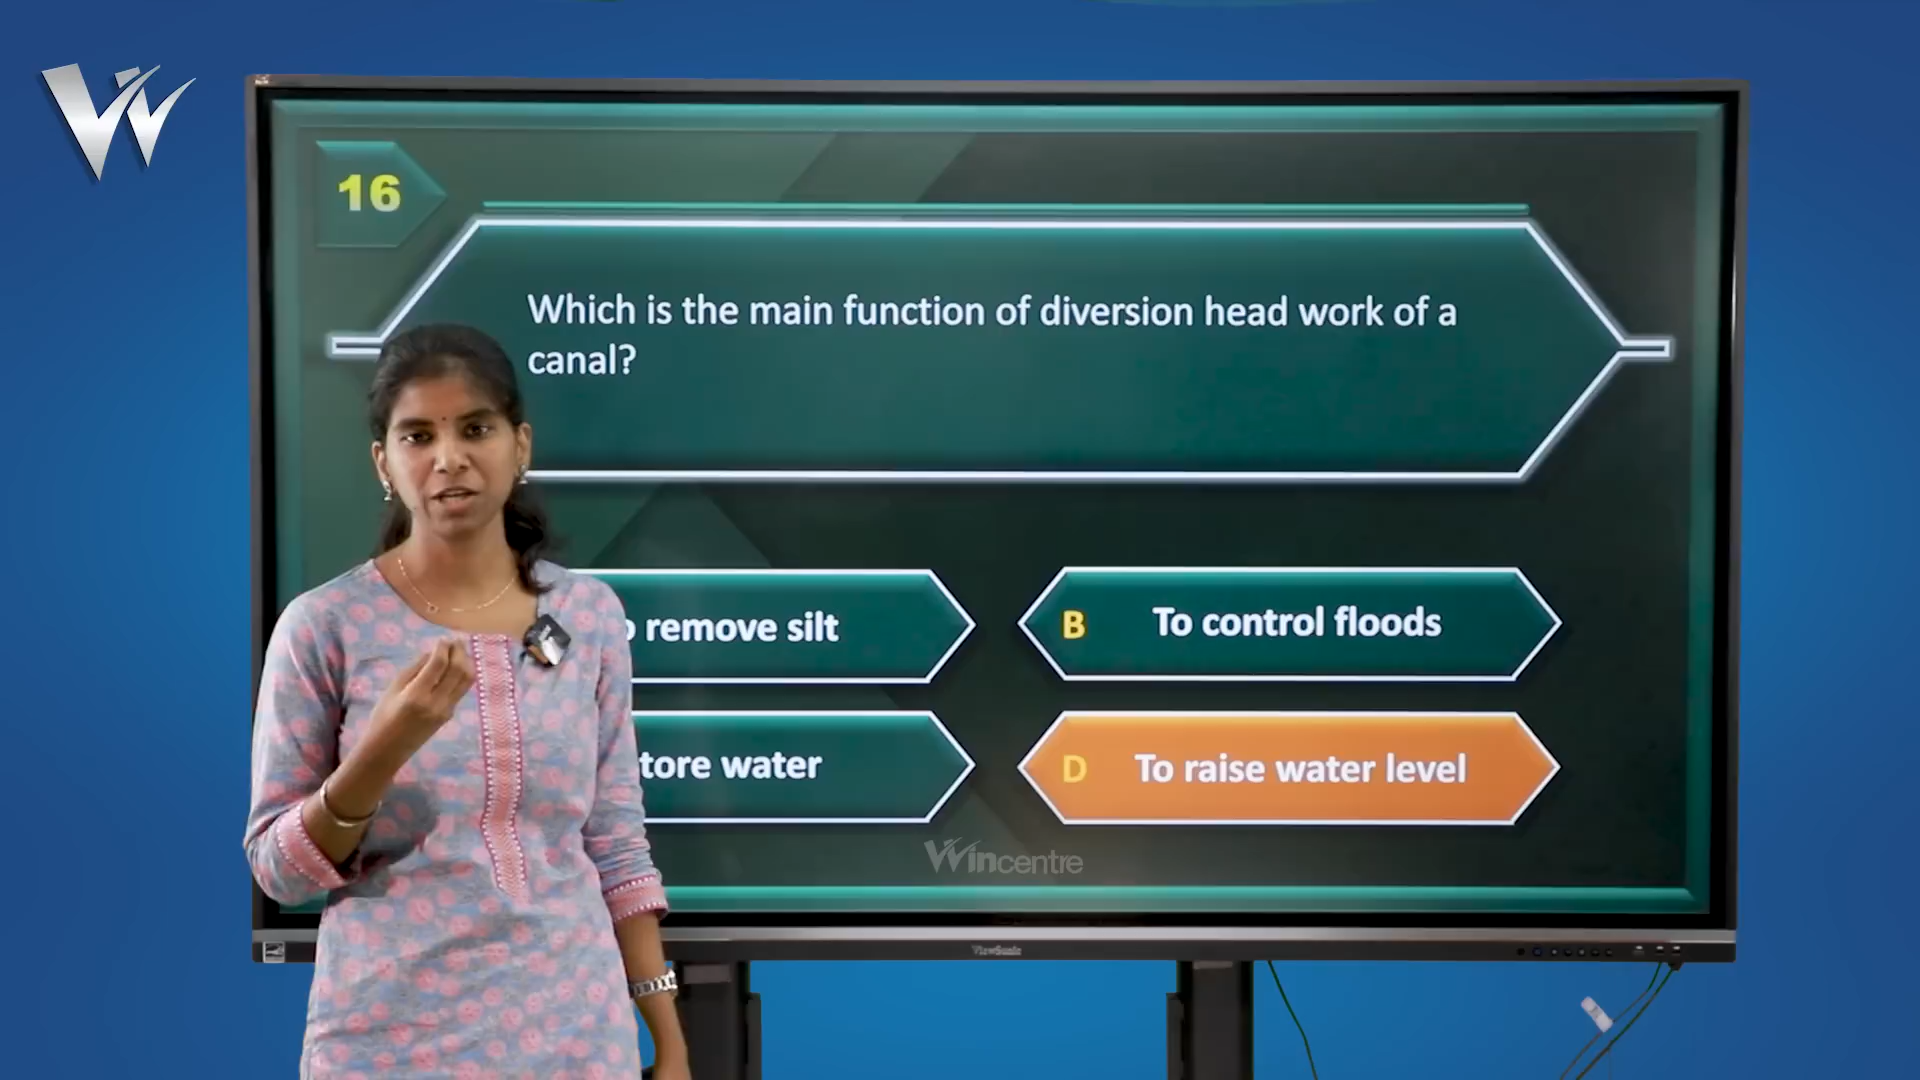 16
Which is the main function of diversion head work of a
canal?
remove silt
B To control floods
water
D To raise water level
Wincentre
ViewSonic